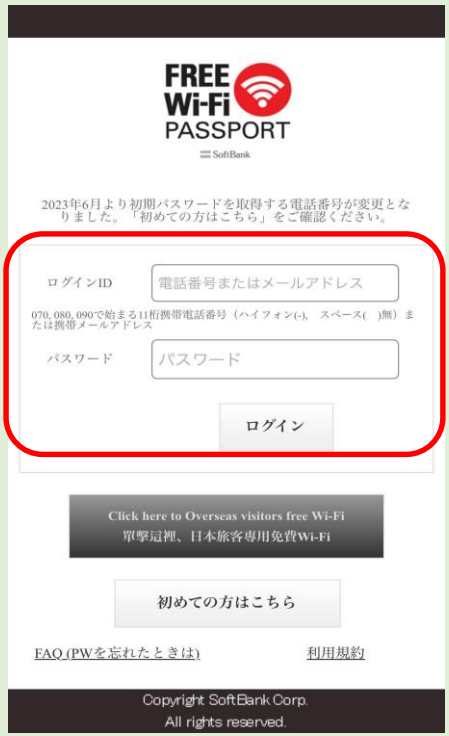 FREE
Wi-Fi
PASSPORT
SoftBank
2023年6月より初期パスワードを取得する電話番号が変更とな
りました。「初めての方はこちら」をご確認ください。
ログインID
電話番号またはメールアドレス
070, 080, 090で始まる11桁携帯電話番号（ハイフォン(-),　スペース(　)無）ま
たは携帯メールアドレス
パスワード
パスワード
ログイン
Click here to Overseas visitors free Wi-Fi
單擊這裡、日本旅客専用免費Wi-Fi
初めての方はこちら
FAQ (PWを忘れたときは)
利用規約
Copyright SoftBank Corp.
All rights reserved.